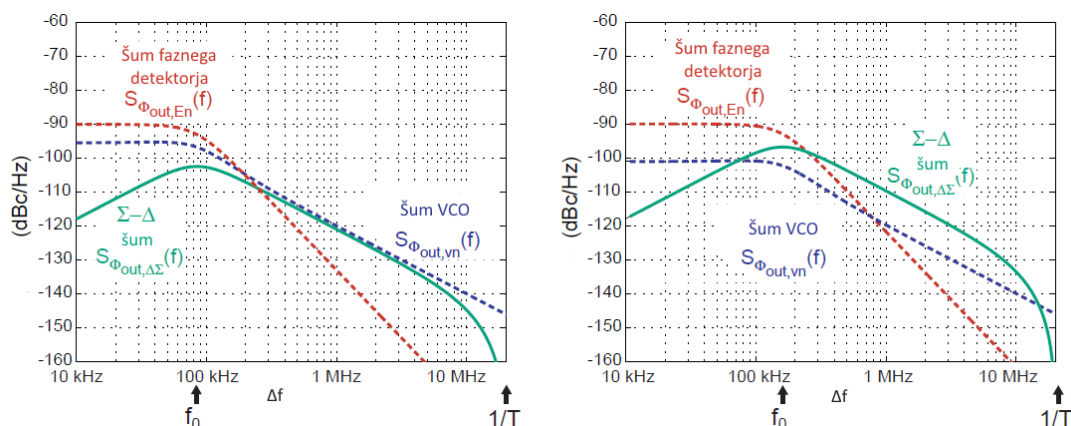 -60
-70
-80
-90
-100
-110
-120
-130
-140
-150
-160
(dBc/Hz)
Šum faznega
detektorja
SΦout,En(f)
Σ−Δ
šum
SΦout,ΔΣ(f)
Šum VCO
SΦout,vn(f)
10 kHz
100 kHz
1 MHz
10 MHz
f0
Δf
1/T
-60
-70
-80
-90
-100
-110
-120
-130
-140
-150
-160
(dBc/Hz)
Šum faznega
detektorja
SΦout,En(f)
Σ−Δ
šum
SΦout,ΔΣ(f)
Šum VCO
SΦout,vn(f)
10 kHz
100 kHz
1 MHz
10 MHz
f0
Δf
1/T